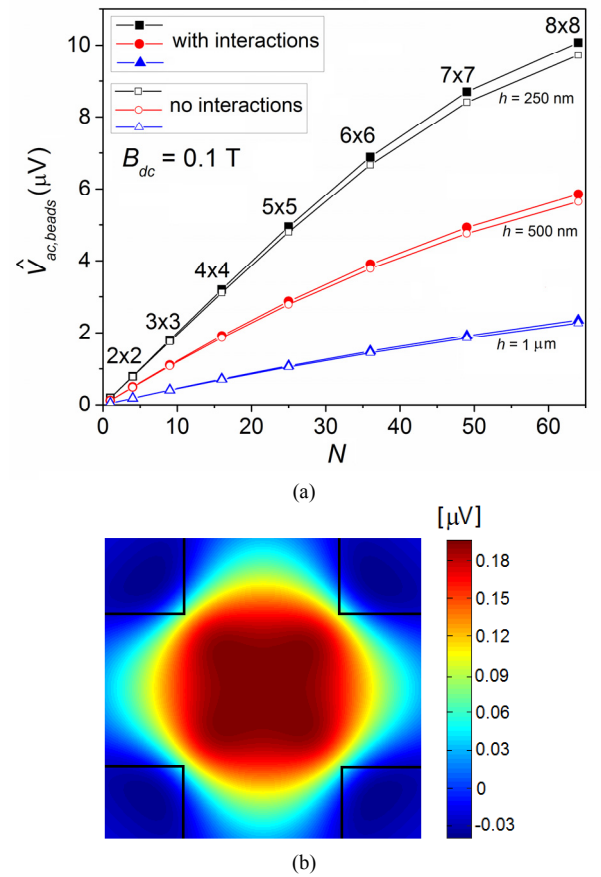 (a)
with interactions
no interactions
B_dc = 0.1 T
V̂_ac,beads (μV)
10
8
6
4
2
0
2x2
3x3
4x4
5x5
6x6
7x7
8x8
h = 250 nm
h = 500 nm
h = 1 μm
0 10 20 30 40 50 60
N
(a)
[μV]
0.18
0.15
0.12
0.09
0.06
0.03
0
-0.03
(b)